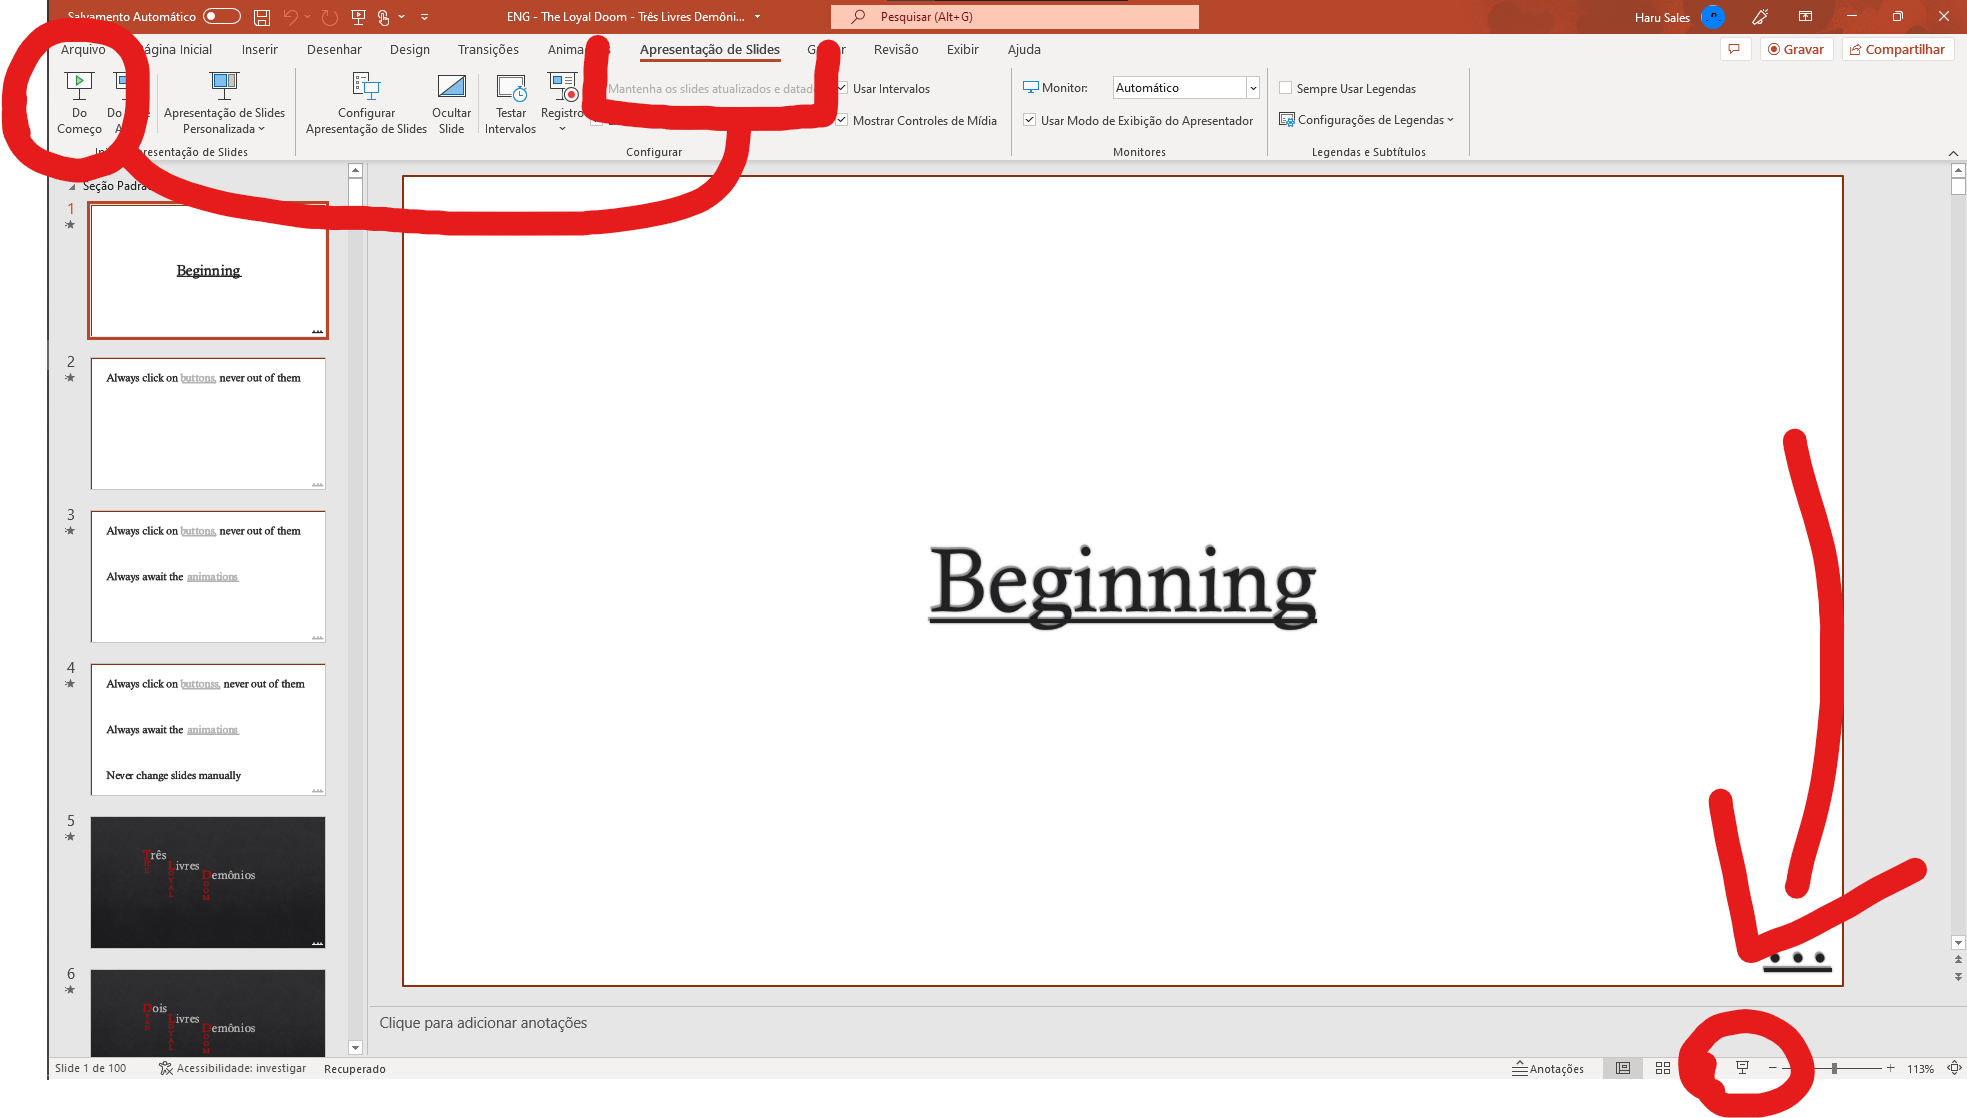 Salvamento Automático
ENG - The Loyal Doom - Três Livres Demôni...
Pesquisar (Alt+G)
Haru Sales
Arquivo
ágina Inicial
Inserir
Desenhar
Design
Transições
Anima
Apresentação de Slides
Revisão
Exibir
Ajuda
Gravar
Compartilhar
Do
Começo
Apresentação de Slides
Personalizada
Configurar
Apresentação de Slides
Ocultar
Slide
Testar
Intervalos
Registro
Mantenha os slides atualizados e datad
Usar Intervalos
Mostrar Controles de Mídia
Monitor:
Automático
Usar Modo de Exibição do Apresentador
Sempre Usar Legendas
Configurações de Legendas
presentação de Slides
Configurar
Monitores
Legendas e Subtítulos
Seção Padrã
1
Beginning
...
2
Always click on buttons, never out of them
...
3
Always click on buttons, never out of them
Always await the animations
...
4
Always click on buttonss, never out of them
Always await the animations
Never change slides manually
...
5
Três
Livres
Demônios
LOYAL
DOOM
...
6
Dois
Livres
Demônios
LOYAL
DOOM
Beginning
...
Clique para adicionar anotações
Slide 1 de 100
Acessibilidade: investigar
Recuperado
Anotações
113%